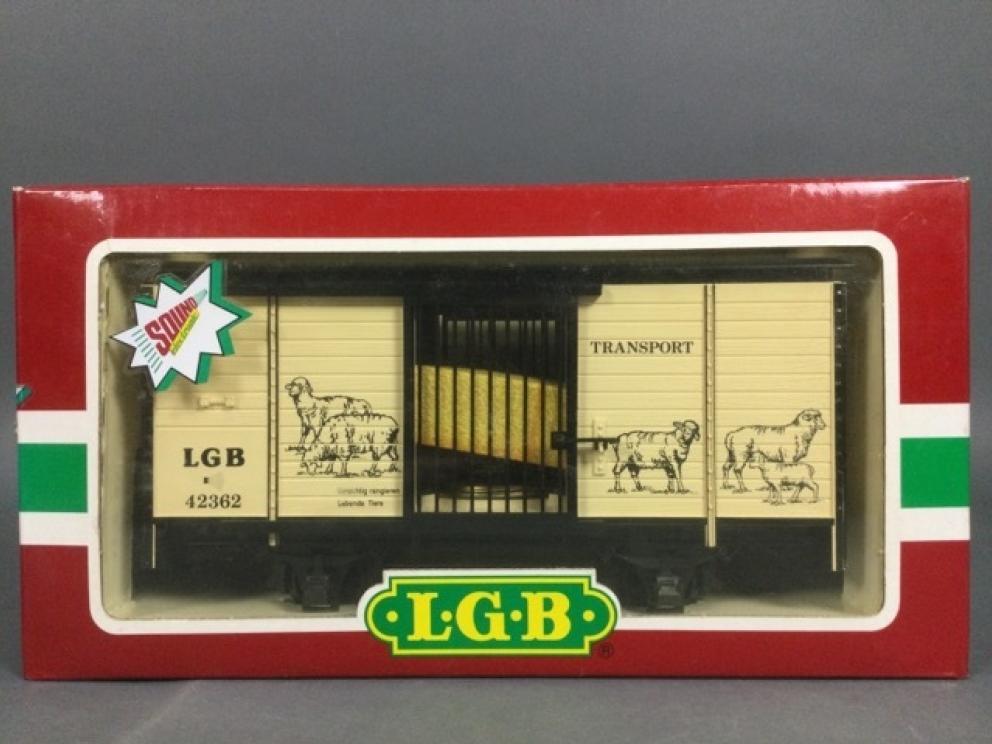 SOUND
TRANSPORT
LGB
42362
Vorsichtig rangieren
Lebende Tiere
L·G·B
®